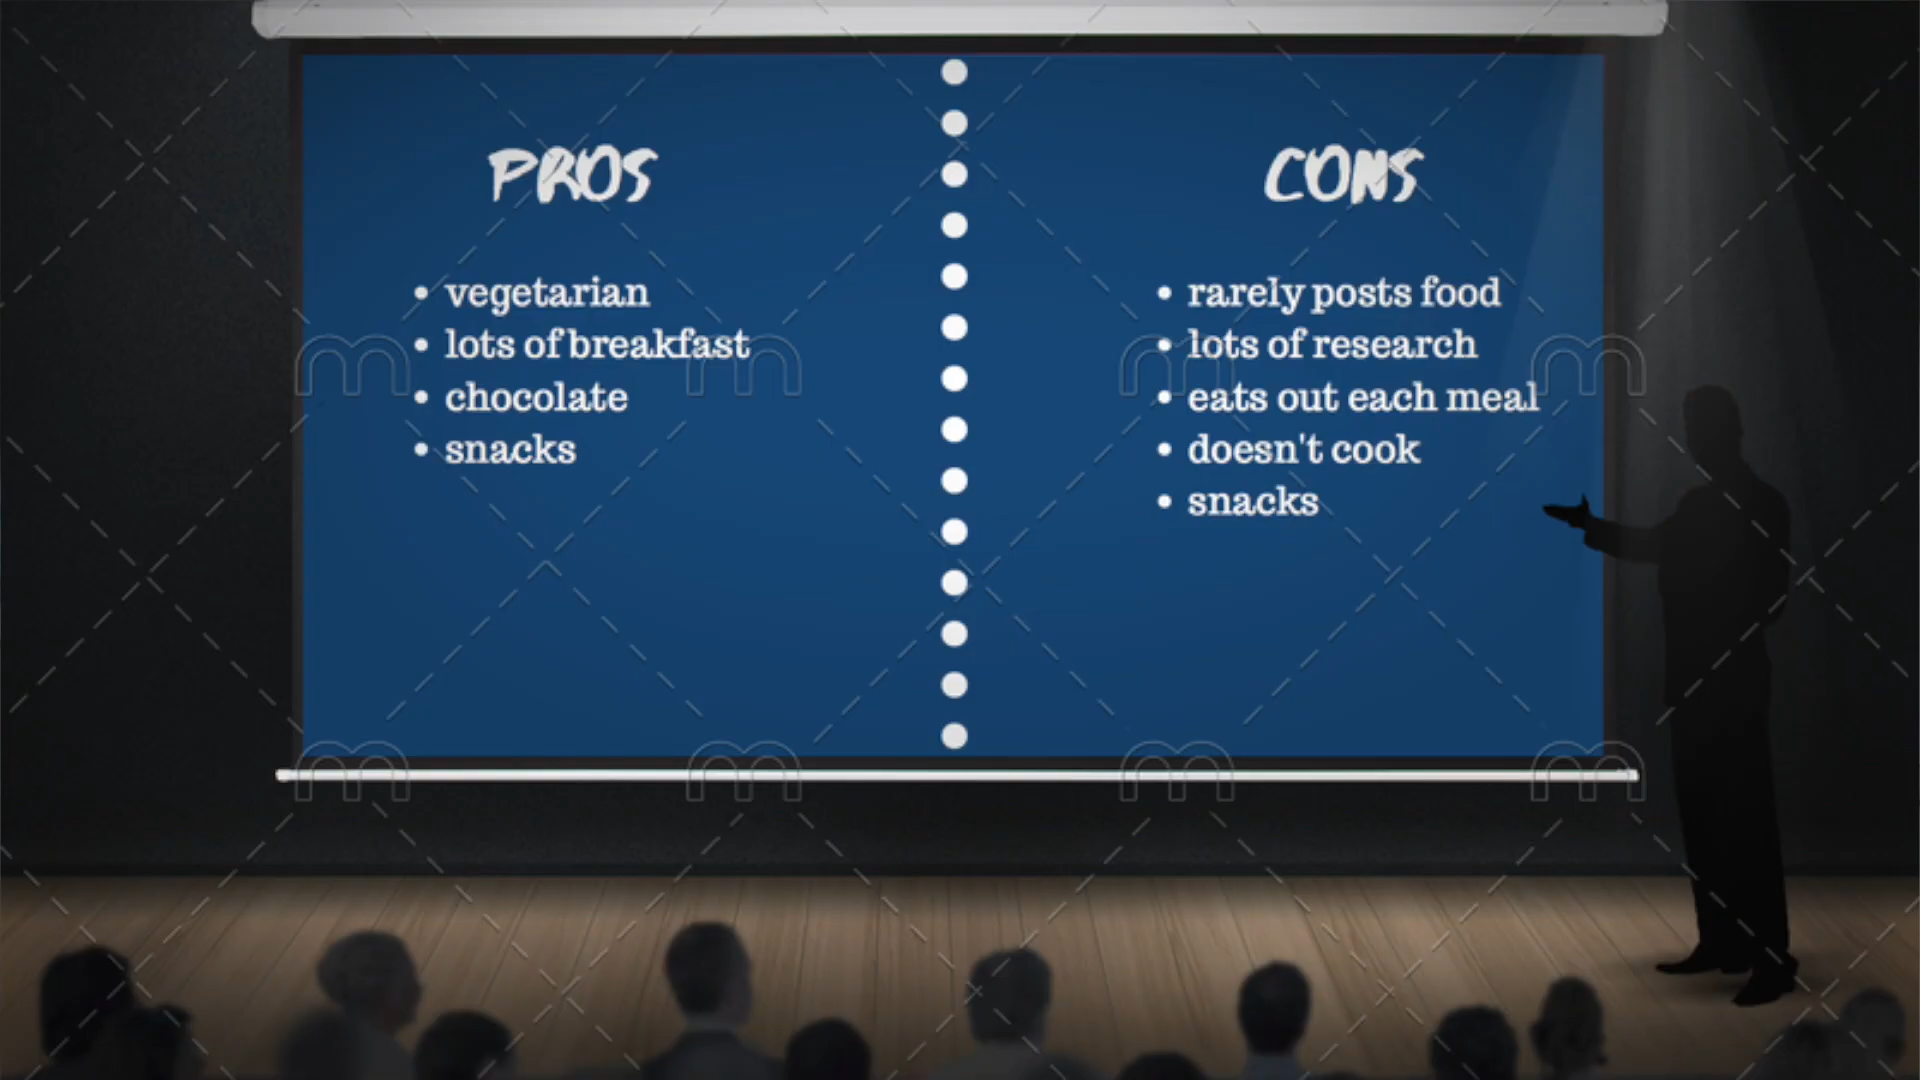 PROS
• vegetarian
• lots of breakfast
• chocolate
• snacks
CONS
• rarely posts food
• lots of research
• eats out each meal
• doesn't cook
• snacks